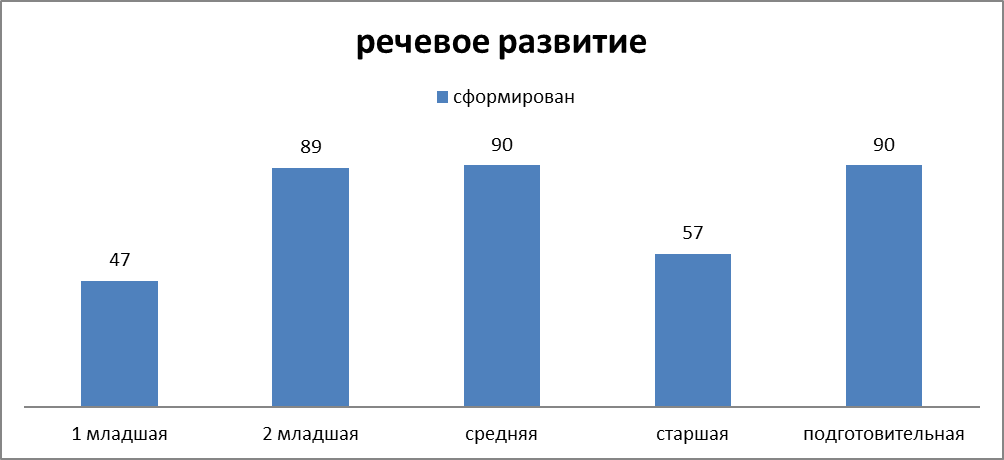 речевое развитие
сформирован
47
89
90
57
90
1 младшая
2 младшая
средняя
старшая
подготовительная